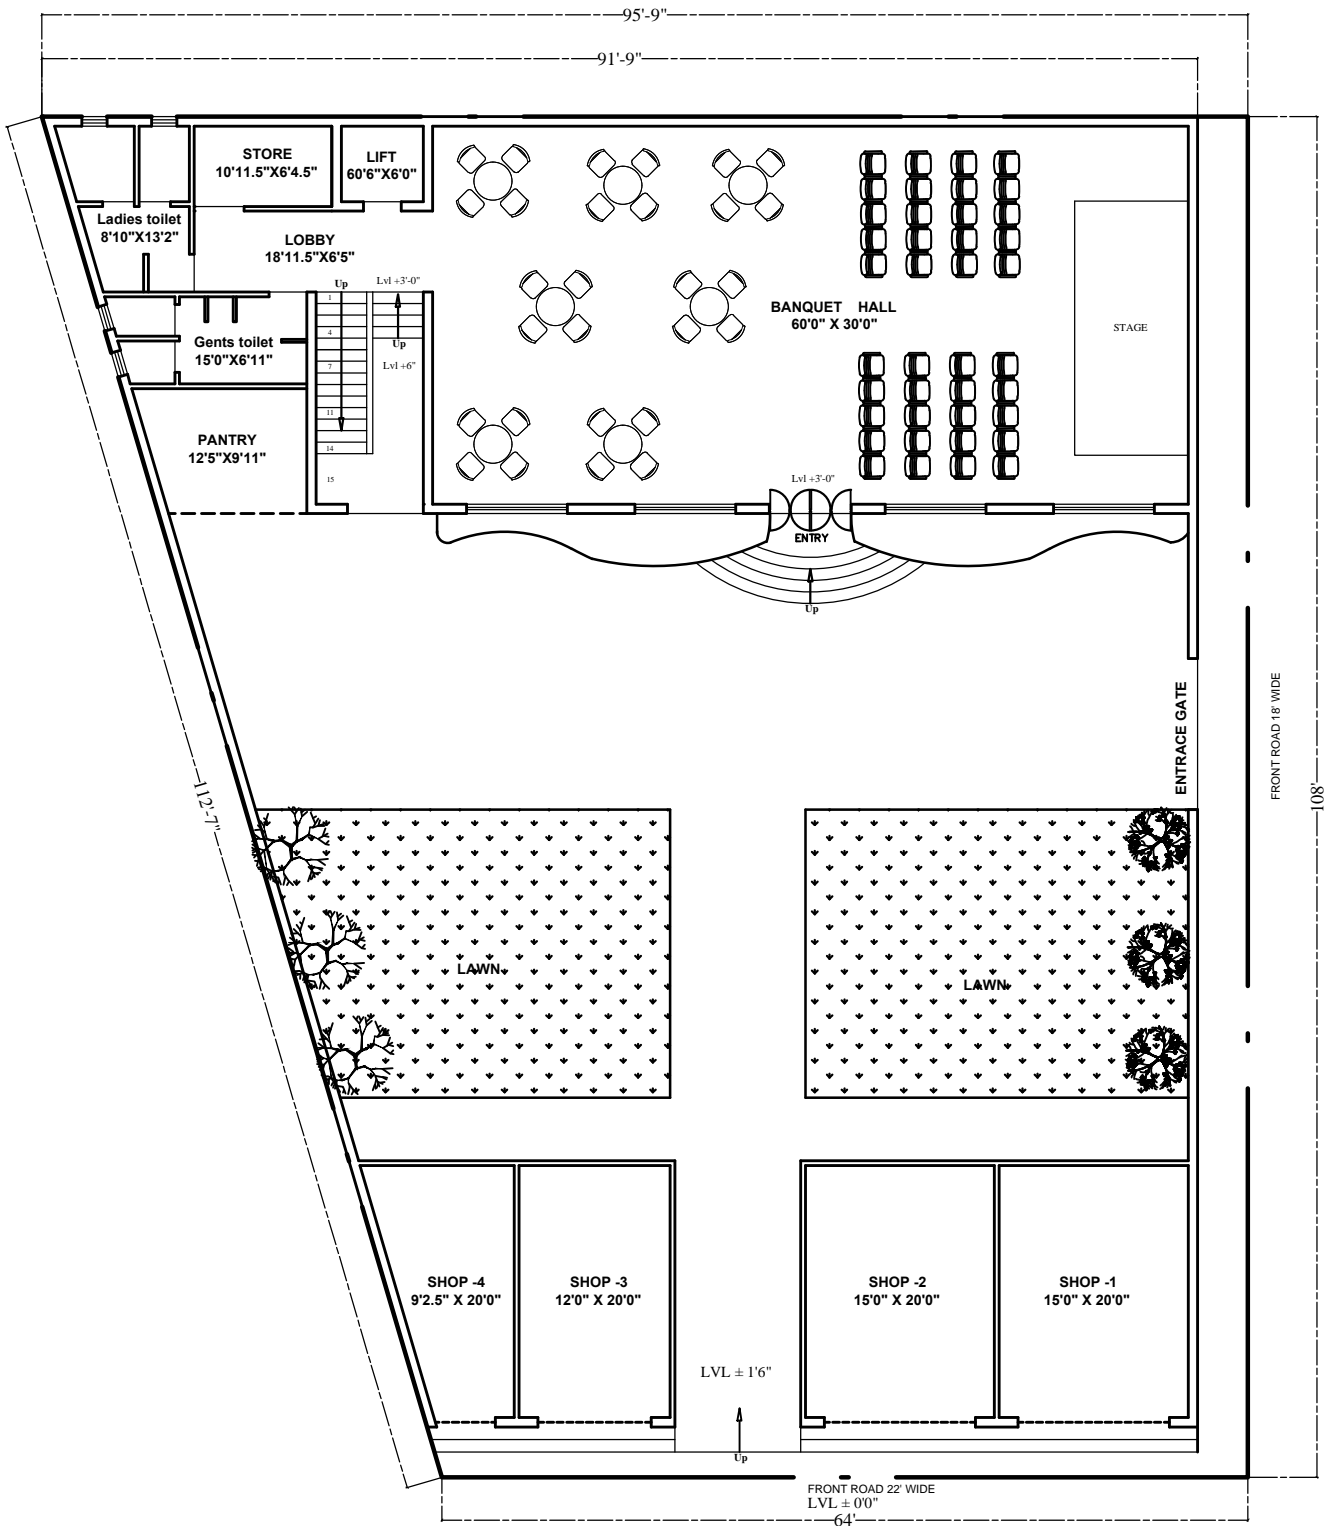 95'-9"
91'-9"
STORE
10'11.5"X6'4.5"
LIFT
60'6"X6'0"
Ladies toilet
8'10"X13'2"
LOBBY
18'11.5"X6'5"
Up
Lvl +3'-0"
1
4
7
11
14
15
Up
Lvl +6"
Gents toilet
15'0"X6'11"
PANTRY
12'5"X9'11"
BANQUET HALL
60'0" X 30'0"
STAGE
Lvl +3'-0"
ENTRY
Up
ENTRACE GATE
FRONT ROAD 18' WIDE
108'
112'-7"
LAWN
LAWN
SHOP -4
9'2.5" X 20'0"
SHOP -3
12'0" X 20'0"
SHOP -2
15'0" X 20'0"
SHOP -1
15'0" X 20'0"
LVL ± 1'6"
Up
FRONT ROAD 22' WIDE
LVL ± 0'0"
64'